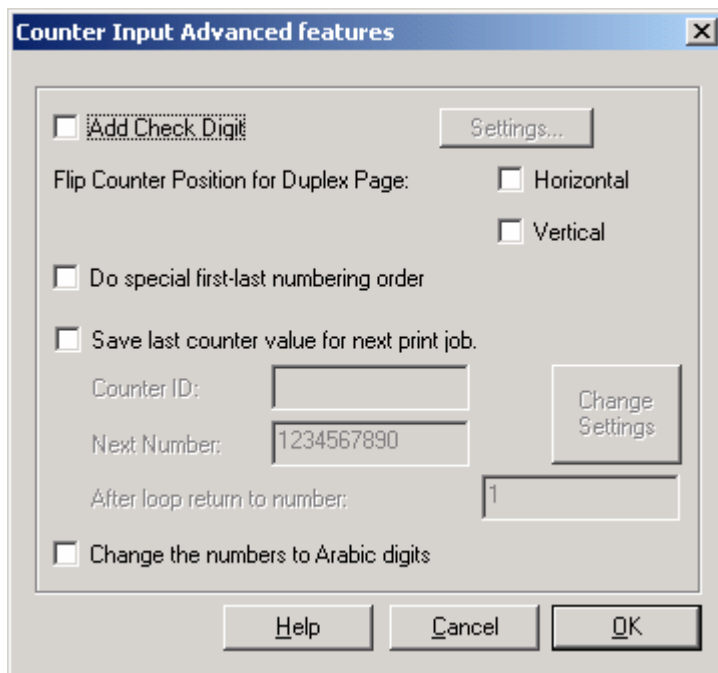 Counter Input Advanced features
Add Check Digit
Settings...
Flip Counter Position for Duplex Page:
Horizontal
Vertical
Do special first-last numbering order
Save last counter value for next print job.
Counter ID:
Change
Settings
Next Number:
1234567890
After loop return to number:
1
Change the numbers to Arabic digits
Help
Cancel
OK